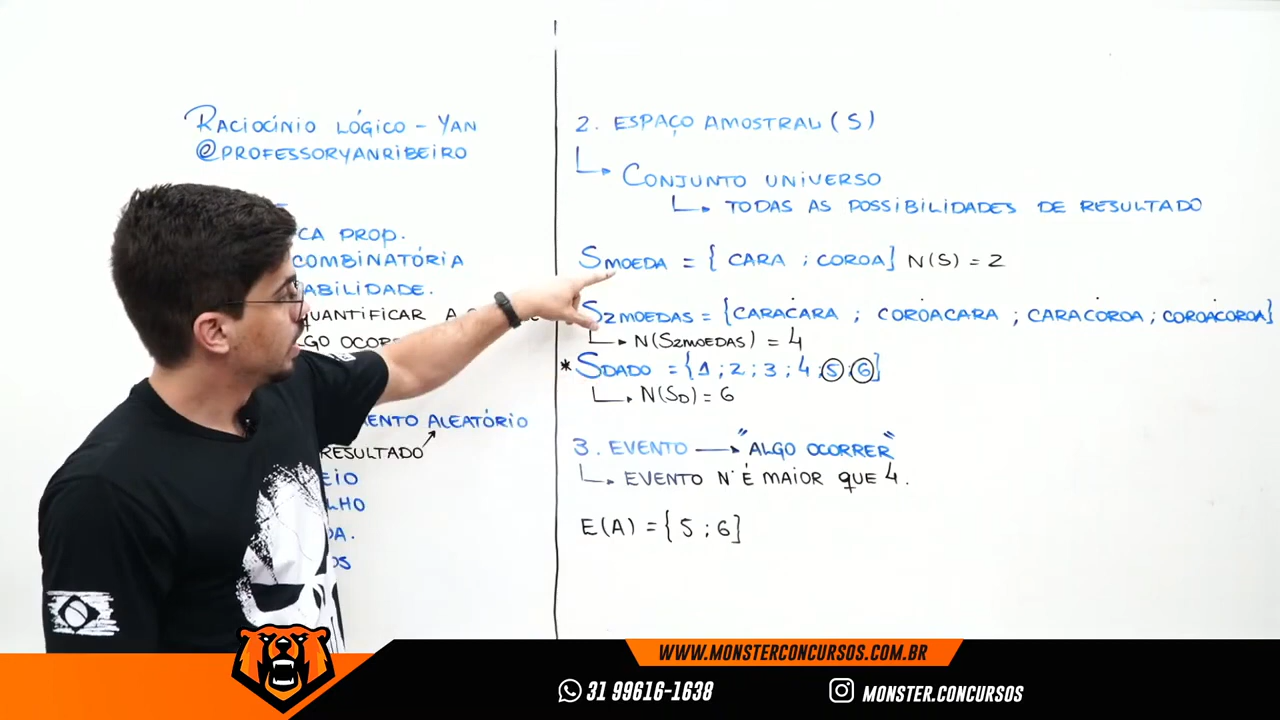 RACIOCÍNIO LÓGICO - YAN
@PROFESSORYANRIBEIRO
CA PROP.
COMBINATÓRIA
ABILIDADE.
QUANTIFICAR A
LGO OCORR
ENTO ALEATÓRIO
RESULTADO
EIO
LHO
DA.
OS
2. ESPAÇO AMOSTRAL (S)
CONJUNTO UNIVERSO
TODAS AS POSSIBILIDADES DE RESULTADO
SMOEDA = { CARA ; COROA} N(S) = 2
S2MOEDAS = {CARACARA ; COROACARA ; CARACOROA ; COROACOROA}
N(S2MOEDAS) = 4
* SDADO = {1 ; 2 ; 3 ; 4 ; 5 ; 6}
N(SD) = 6
3. EVENTO → "ALGO OCORRER"
EVENTO Nº É MAIOR QUE 4.
E(A) = {5 ; 6}
WWW.MONSTERCONCURSOS.COM.BR
31 99616-1638
MONSTER.CONCURSOS